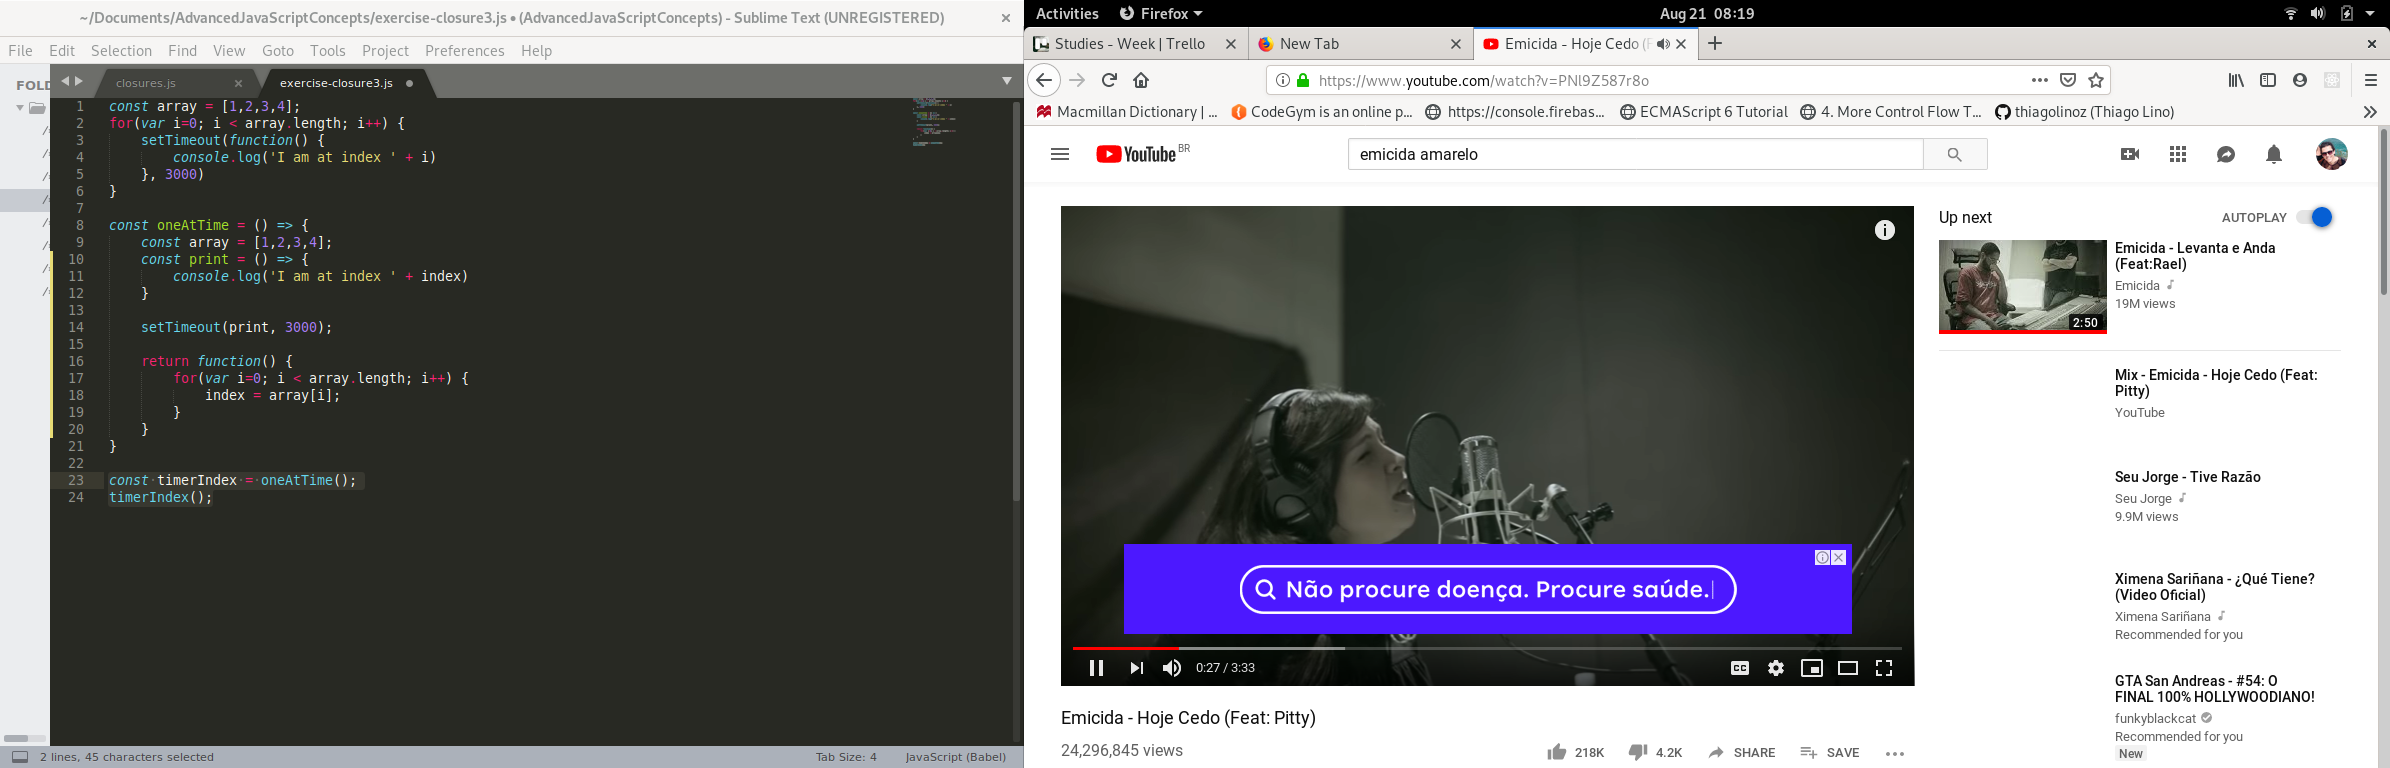 ~/Documents/AdvancedJavaScriptConcepts/exercise-closure3.js • (AdvancedJavaScriptConcepts) - Sublime Text (UNREGISTERED)
File Edit Selection Find View Goto Tools Project Preferences Help
FOLD
closures.js
exercise-closure3.js
1 const array = [1,2,3,4];
2 for(var i=0; i < array.length; i++) {
3 setTimeout(function() {
4 console.log('I am at index ' + i)
5 }, 3000)
6 }
7
8 const oneAtTime = () => {
9 const array = [1,2,3,4];
10 const print = () => {
11 console.log('I am at index ' + index)
12 }
13
14 setTimeout(print, 3000);
15
16 return function() {
17 for(var i=0; i < array.length; i++) {
18 index = array[i];
19 }
20 }
21 }
22
23 const timerIndex = oneAtTime();
24 timerIndex();
2 lines, 45 characters selected
Tab Size: 4
JavaScript (Babel)
Activities
Firefox
Aug 21 08:19
Studies - Week | Trello
New Tab
Emicida - Hoje Cedo (F
https://www.youtube.com/watch?v=PNl9Z587r8o
Macmillan Dictionary | ...
CodeGym is an online p...
https://console.firebas...
ECMAScript 6 Tutorial
4. More Control Flow T...
thiagolinoz (Thiago Lino)
YouTube BR
emicida amarelo
Não procure doença. Procure saúde.
0:27 / 3:33
CC
Emicida - Hoje Cedo (Feat: Pitty)
24,296,845 views
218K
4.2K
SHARE
SAVE
Up next
AUTOPLAY
2:50
Emicida - Levanta e Anda
(Feat:Rael)
Emicida
19M views
Mix - Emicida - Hoje Cedo (Feat:
Pitty)
YouTube
Seu Jorge - Tive Razão
Seu Jorge
9.9M views
Ximena Sariñana - ¿Qué Tiene?
(Video Oficial)
Ximena Sariñana
Recommended for you
GTA San Andreas - #54: O
FINAL 100% HOLLYWOODIANO!
funkyblackcat
Recommended for you
New